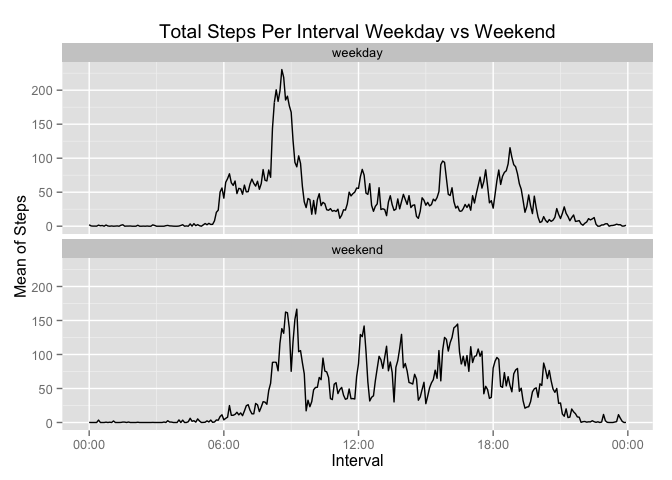 Total Steps Per Interval Weekday vs Weekend
weekday
200
150
100
50
0
Mean of Steps
weekend
200
150
100
50
0
00:00 06:00 12:00 18:00 00:00
Interval